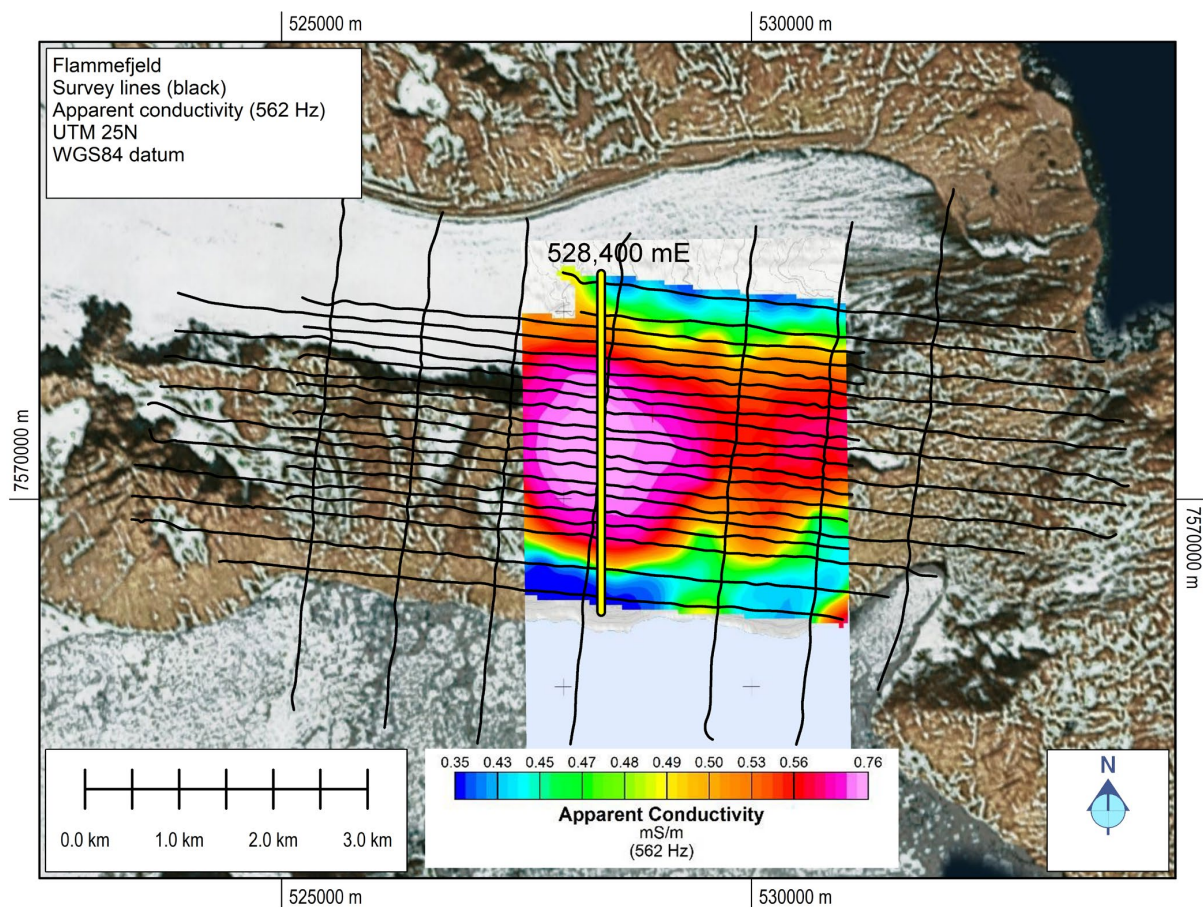 525000 m
530000 m
Flammefjeld
Survey lines (black)
Apparent conductivity (562 Hz)
UTM 25N
WGS84 datum
528,400 mE
7570000 m
7570000 m
0.0 km
1.0 km
2.0 km
3.0 km
0.35
0.43
0.45
0.47
0.48
0.49
0.50
0.53
0.56
0.76
Apparent Conductivity
mS/m
(562 Hz)
N
525000 m
530000 m